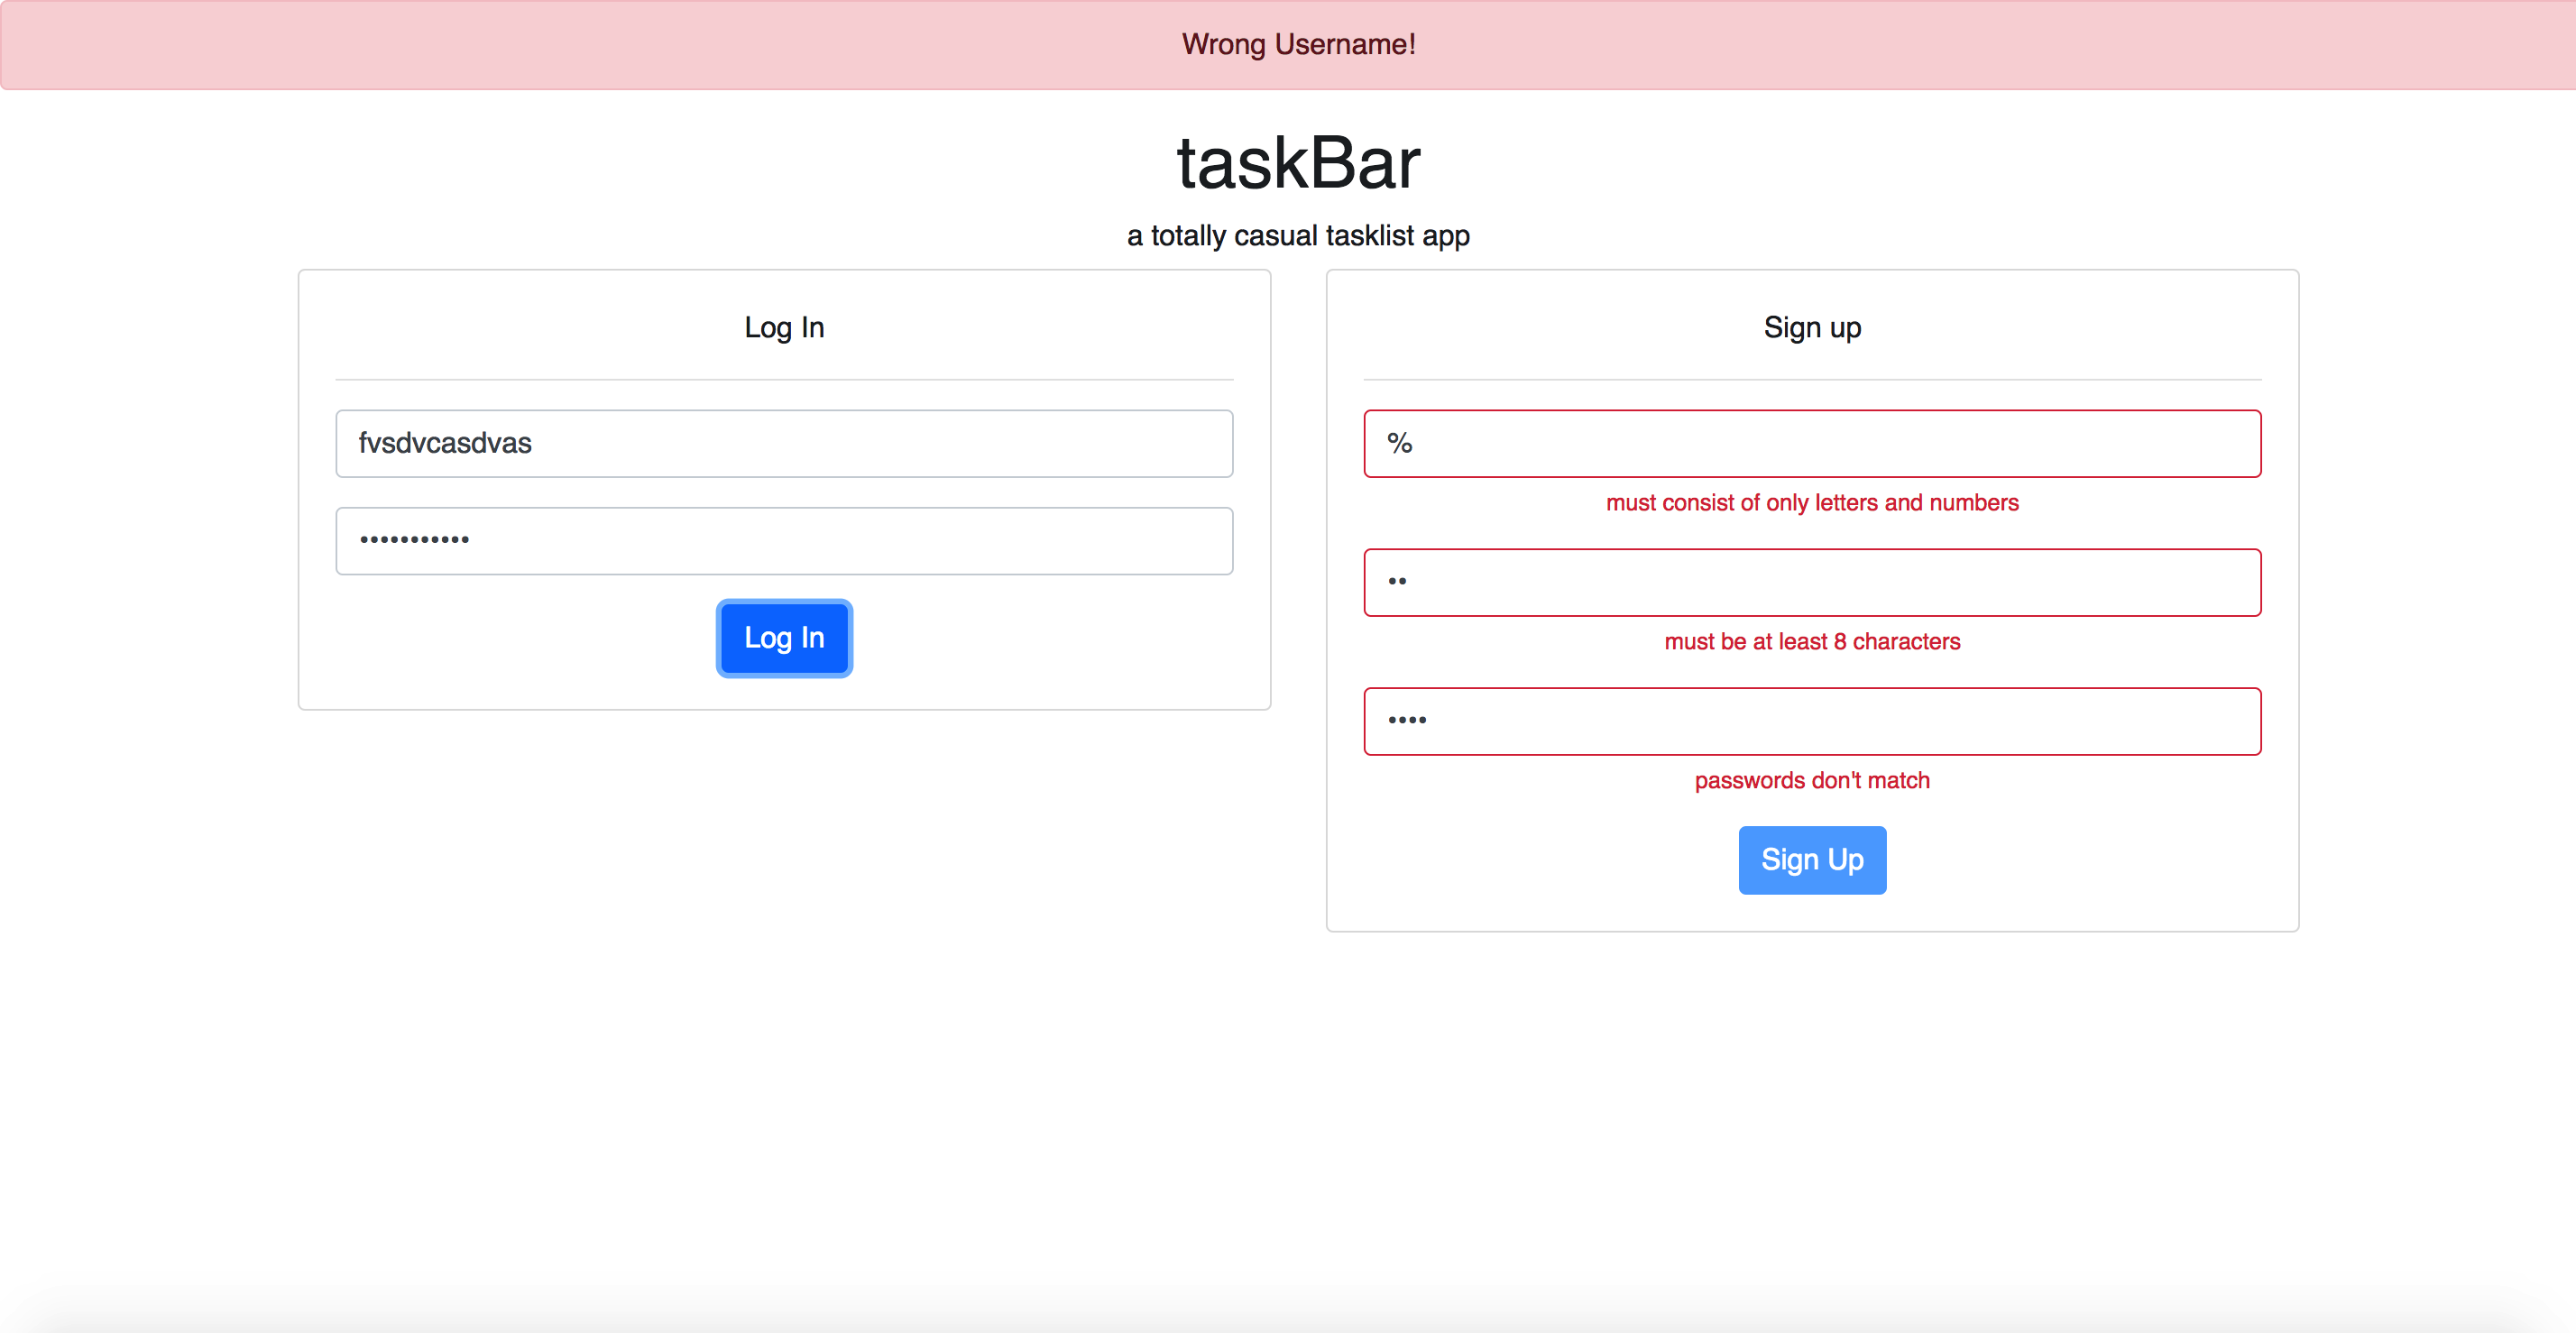 Wrong Username!
taskBar
a totally casual tasklist app
Log In
fvsdvcasdvas
•••••••••••
Log In
Sign up
%
must consist of only letters and numbers
••
must be at least 8 characters
••••
passwords don't match
Sign Up